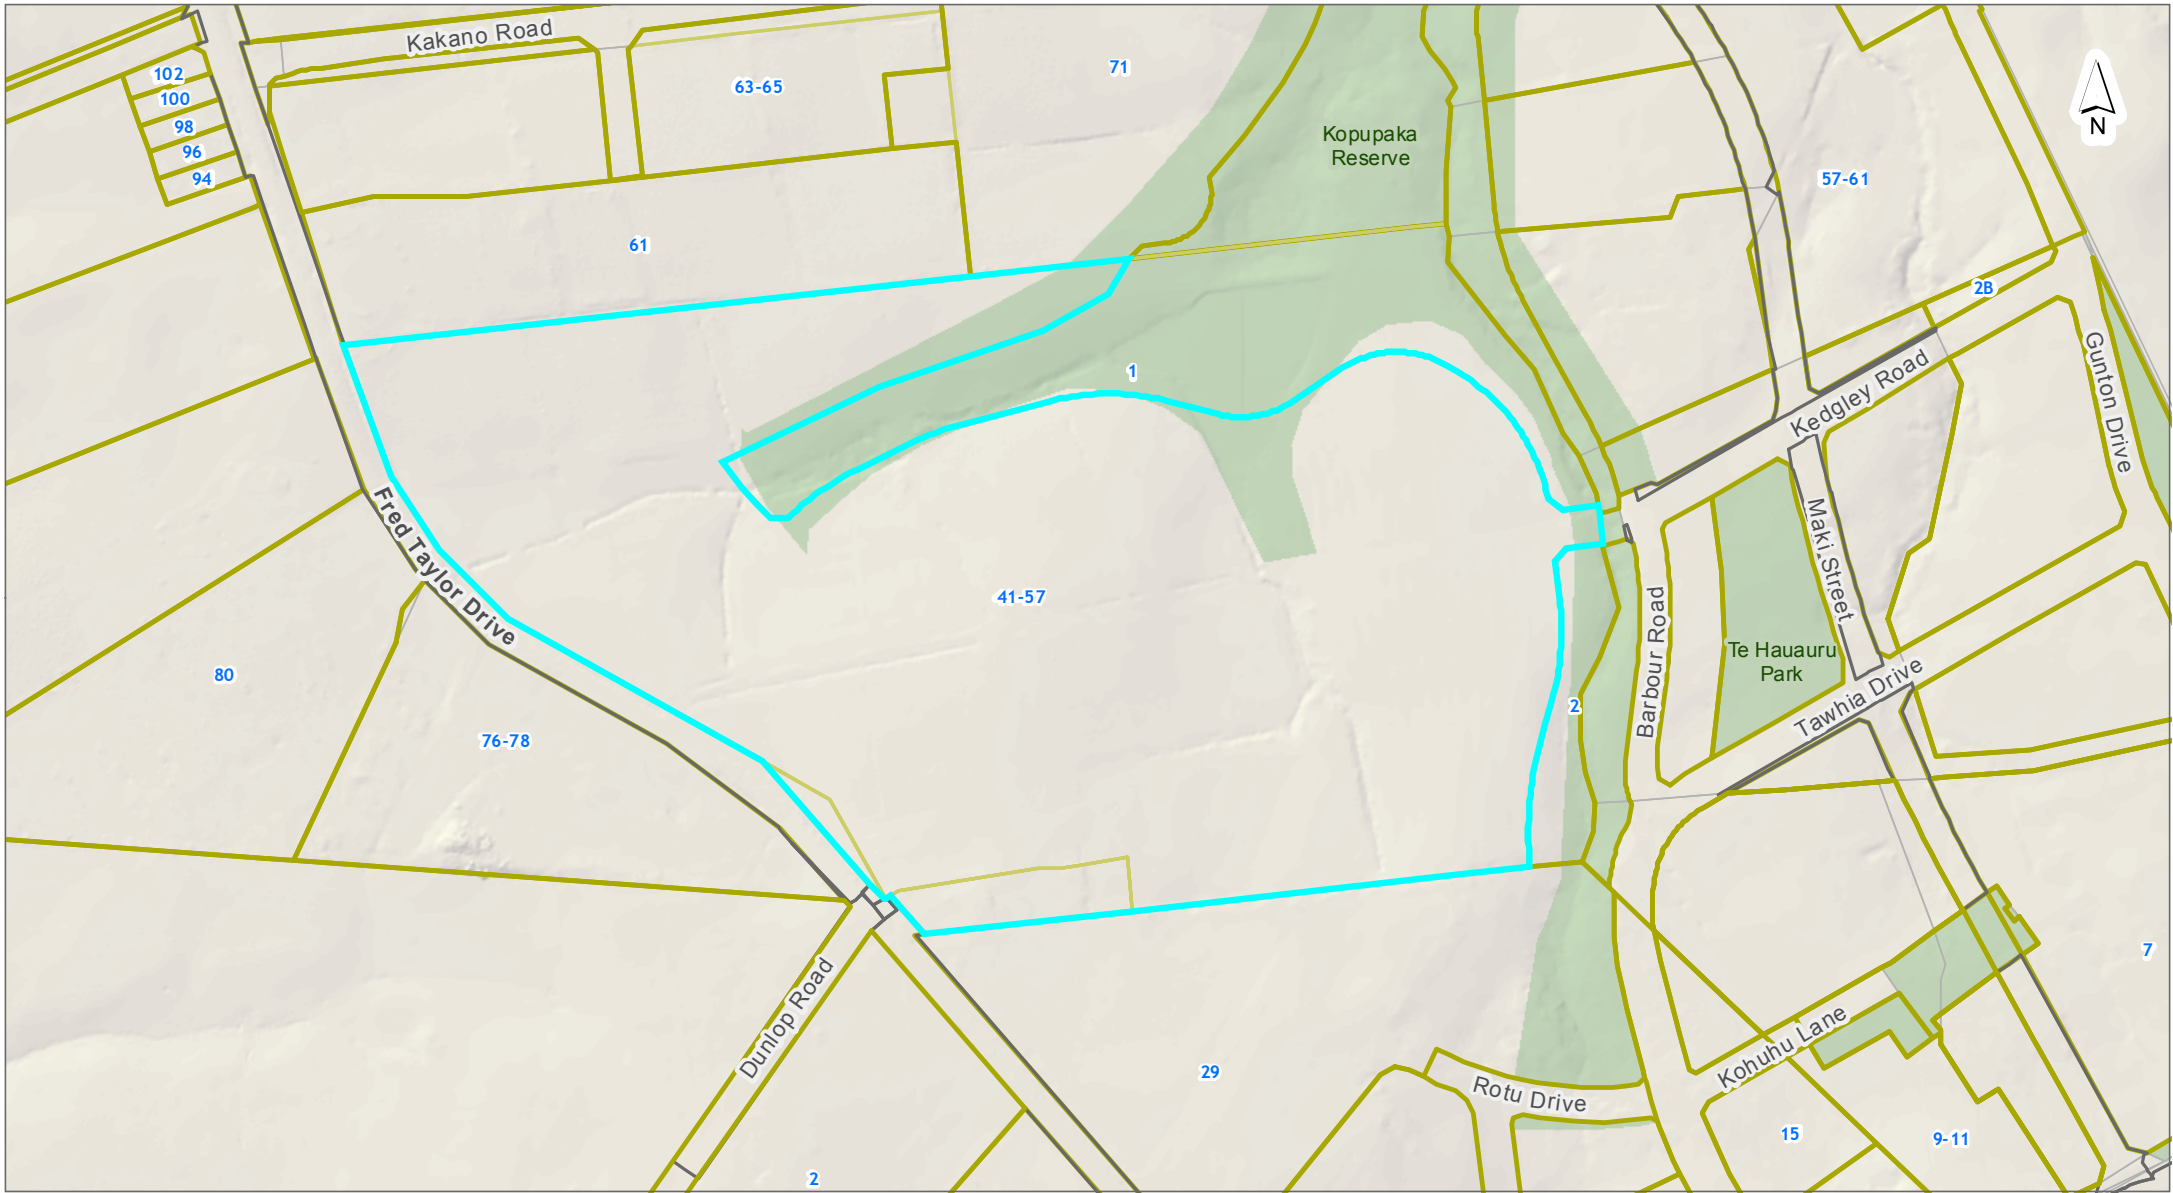 Kakano Road
102
100
98
96
94
63-65
71
61
Kopupaka
Reserve
57-61
N
2B
1
Kedgley Road
Gunton Drive
Fred Taylor Drive
Maki Street
41-57
Barbour Road
Te Hauauru
Park
80
2
Tawhia Drive
76-78
7
Dunlop Road
29
Kohuhu Lane
Rotu Drive
15
9-11
2